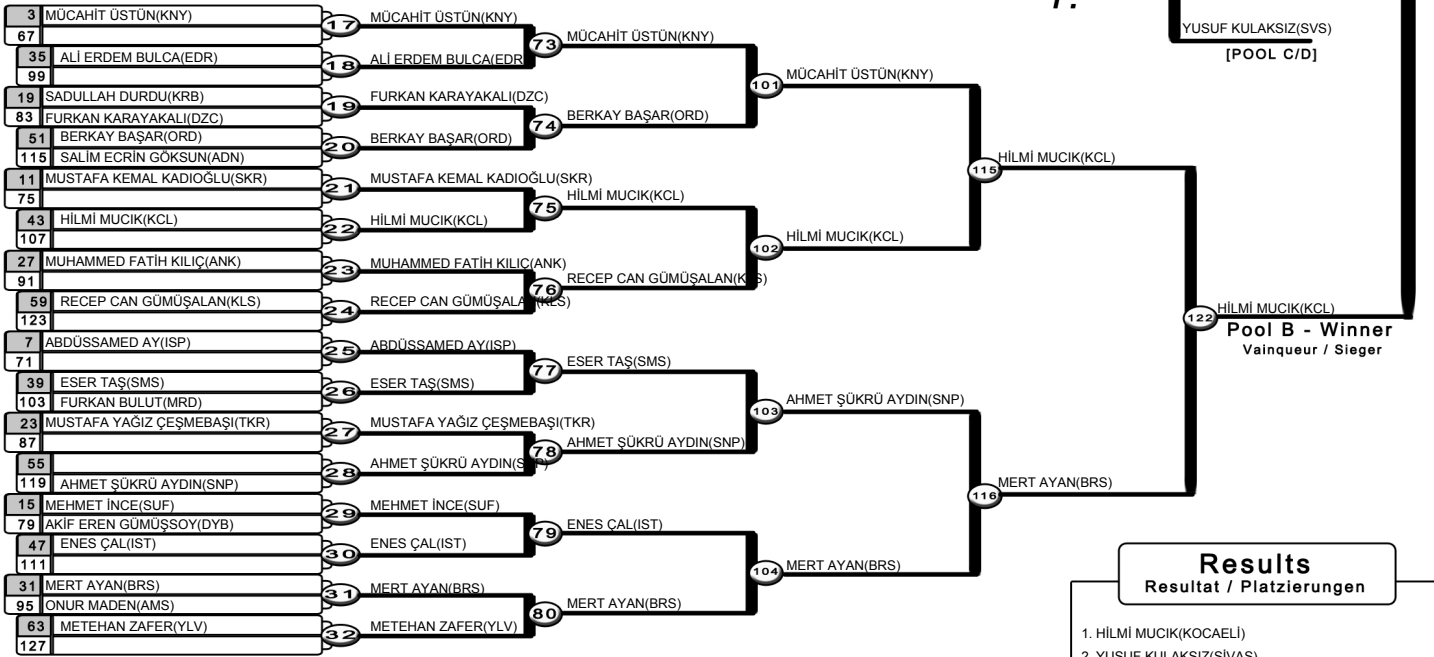 3 MÜCAHİT ÜSTÜN(KNY)
67
35 ALİ ERDEM BULCA(EDR)
99
19 SADULLAH DURDU(KRB)
83 FURKAN KARAYAKALI(DZC)
51 BERKAY BAŞAR(ORD)
115 SALİM ECRİN GÖKSUN(ADN)
11 MUSTAFA KEMAL KADIOĞLU(SKR)
75
43 HİLMİ MUCIK(KCL)
107
27 MUHAMMED FATİH KILIÇ(ANK)
91
59 RECEP CAN GÜMÜŞALAN(KLS)
123
7 ABDÜSSAMED AY(ISP)
71
39 ESER TAŞ(SMS)
103 FURKAN BULUT(MRD)
23 MUSTAFA YAĞIZ ÇEŞMEBAŞI(TKR)
87
55
119 AHMET ŞÜKRÜ AYDIN(SNP)
15 MEHMET İNCE(SUF)
79 AKİF EREN GÜMÜŞSOY(DYB)
47 ENES ÇAL(IST)
111
31 MERT AYAN(BRS)
95 ONUR MADEN(AMS)
63 METEHAN ZAFER(YLV)
127
17 MÜCAHİT ÜSTÜN(KNY)
18 ALİ ERDEM BULCA(EDR
19 FURKAN KARAYAKALI(DZC)
20 BERKAY BAŞAR(ORD)
21 MUSTAFA KEMAL KADIOĞLU(SKR)
22 HİLMİ MUCIK(KCL)
23 MUHAMMED FATİH KILIÇ(ANK)
24 RECEP CAN GÜMÜŞALAN(KLS)
25 ABDÜSSAMED AY(ISP)
26 ESER TAŞ(SMS)
27 MUSTAFA YAĞIZ ÇEŞMEBAŞI(TKR)
28 AHMET ŞÜKRÜ AYDIN(SNP)
29 MEHMET İNCE(SUF)
30 ENES ÇAL(IST)
31 MERT AYAN(BRS)
32 METEHAN ZAFER(YLV)
73 MÜCAHİT ÜSTÜN(KNY)
74 BERKAY BAŞAR(ORD)
75 HİLMİ MUCIK(KCL)
76 RECEP CAN GÜMÜŞALAN(KLS)
77 ESER TAŞ(SMS)
78 AHMET ŞÜKRÜ AYDIN(SNP)
79 ENES ÇAL(IST)
80 MERT AYAN(BRS)
101 MÜCAHİT ÜSTÜN(KNY)
102 HİLMİ MUCIK(KCL)
103 AHMET ŞÜKRÜ AYDIN(SNP)
104 MERT AYAN(BRS)
115 HİLMİ MUCIK(KCL)
116 MERT AYAN(BRS)
122 HİLMİ MUCIK(KCL)
Pool B - Winner
Vainqueur / Sieger
YUSUF KULAKSIZ(SVS)
[POOL C/D]
Results
Resultat / Platzierungen
1. HİLMİ MUCIK(KOCAELİ)
2. YUSUF KULAKSIZ(SİVAS)